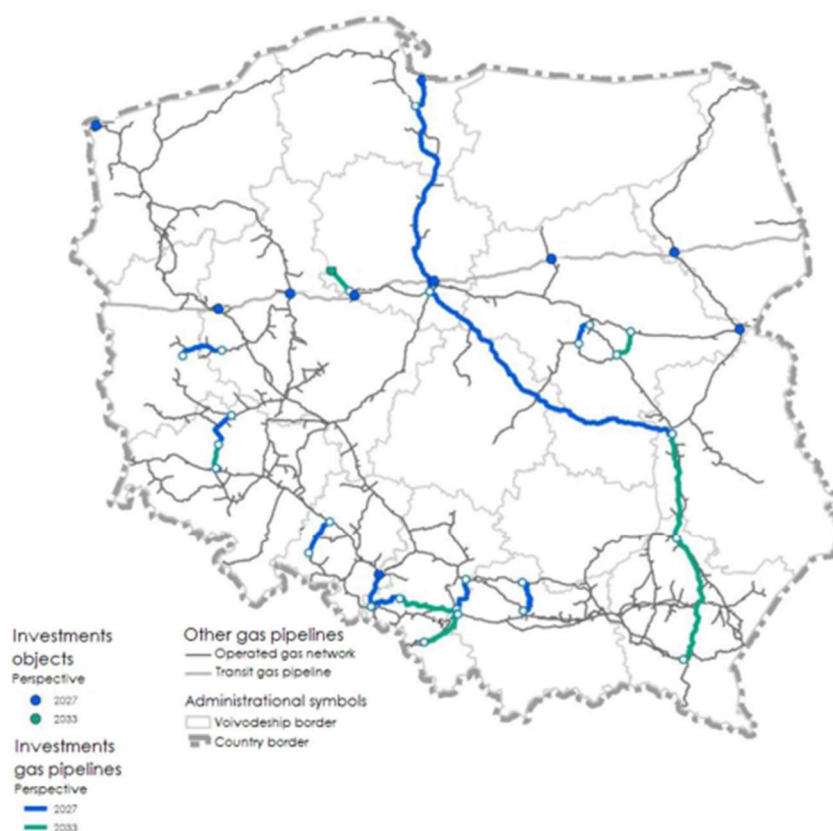 Investments
objects
Perspective
2027
2033
Investments
gas pipelines
Perspective
2027
2033
Other gas pipelines
Operated gas network
Transit gas pipeline
Administrational symbols
Voivodeship border
Country border